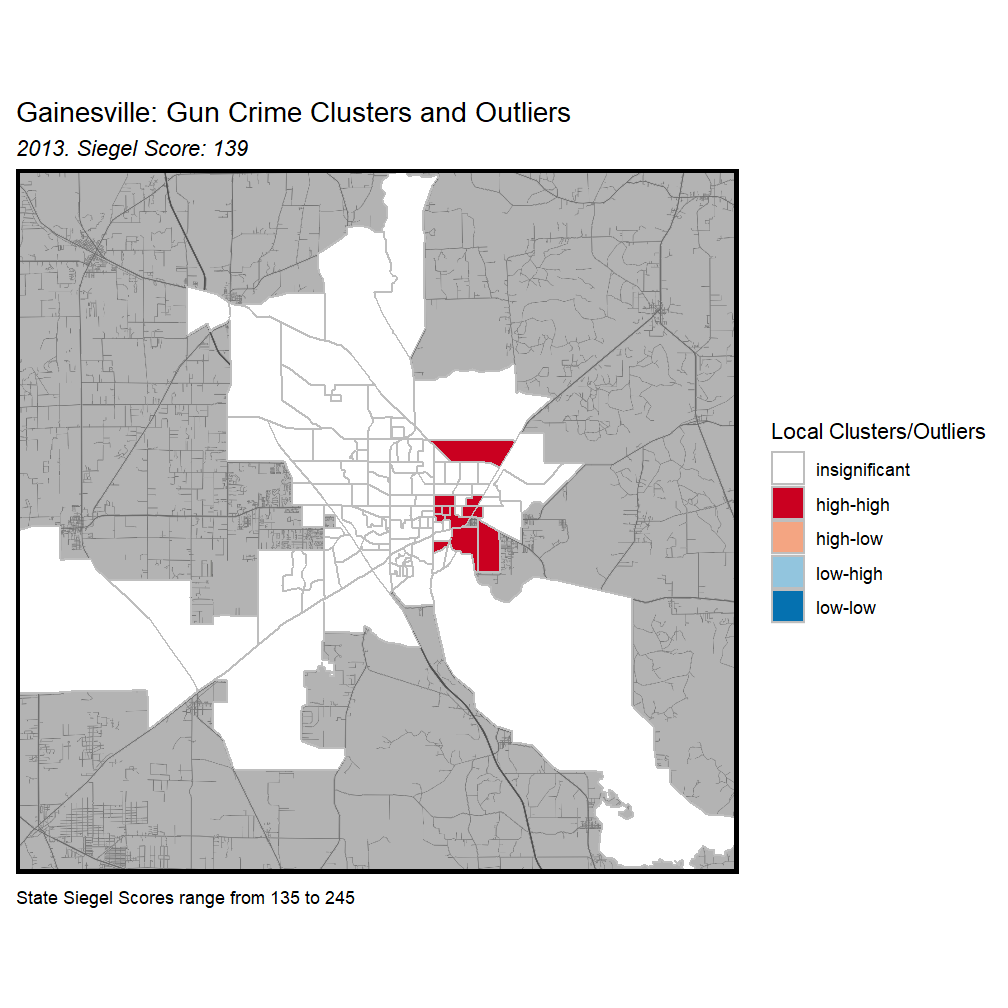 Gainesville: Gun Crime Clusters and Outliers
2013. Siegel Score: 139
Local Clusters/Outliers
insignificant
high-high
high-low
low-high
low-low
State Siegel Scores range from 135 to 245